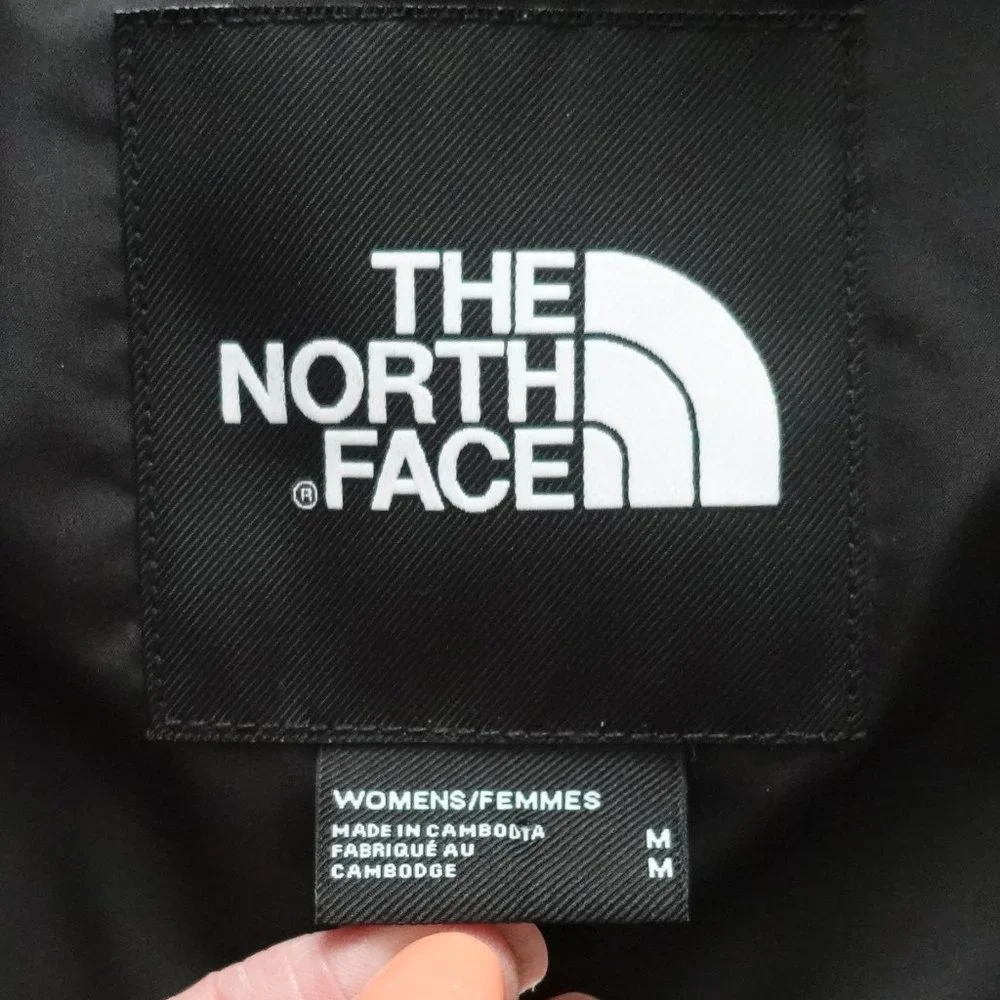 THE
NORTH
®FACE
WOMENS/FEMMES
MADE IN CAMBODIA M
FABRIQUÉ AU
CAMBODGE M